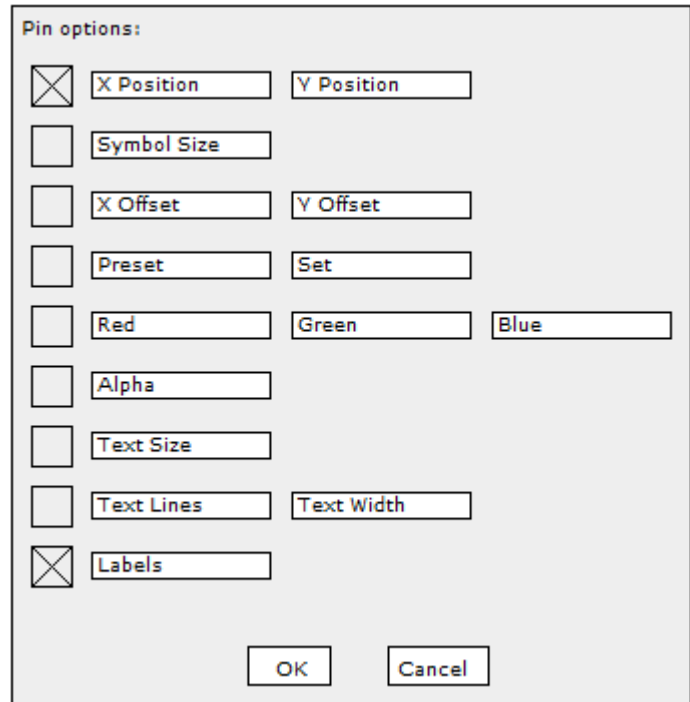 Pin options:
X Position Y Position
Symbol Size
X Offset Y Offset
Preset Set
Red Green Blue
Alpha
Text Size
Text Lines Text Width
Labels
OK Cancel